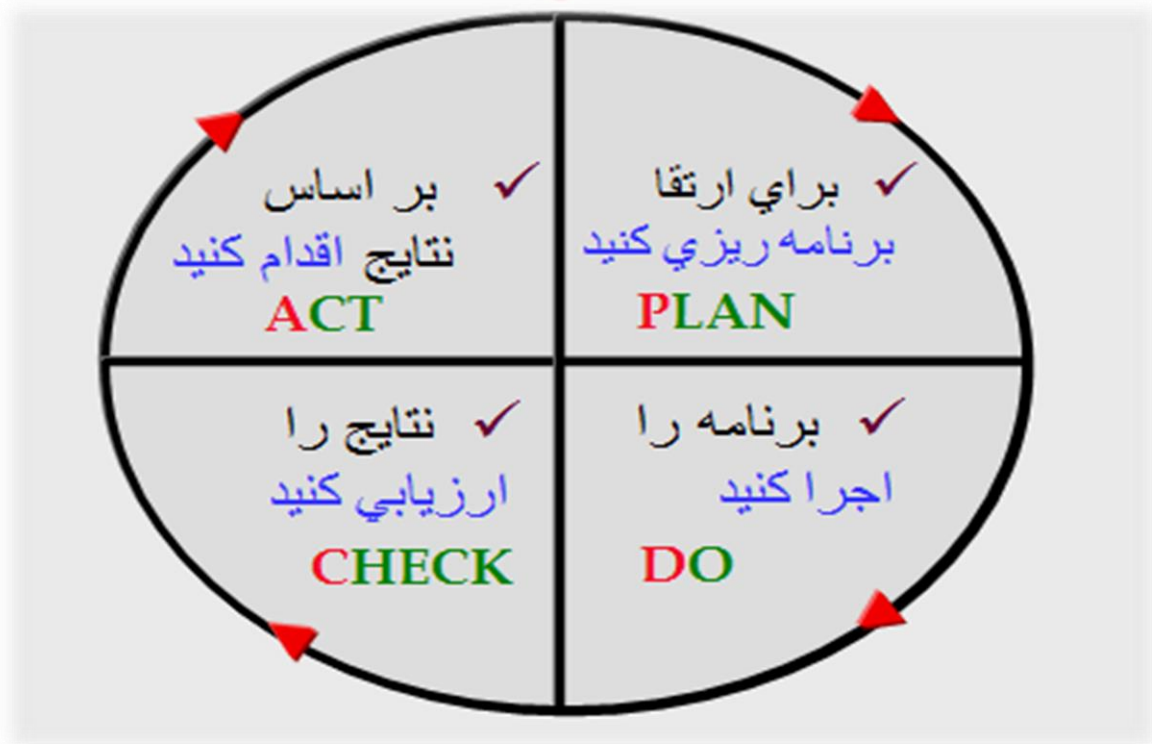 براي ارتقا
برنامه ريزي كنيد
PLAN
برنامه را
اجرا كنيد
DO
نتايج را
ارزيابي كنيد
CHECK
بر اساس
نتايج اقدام كنيد
ACT